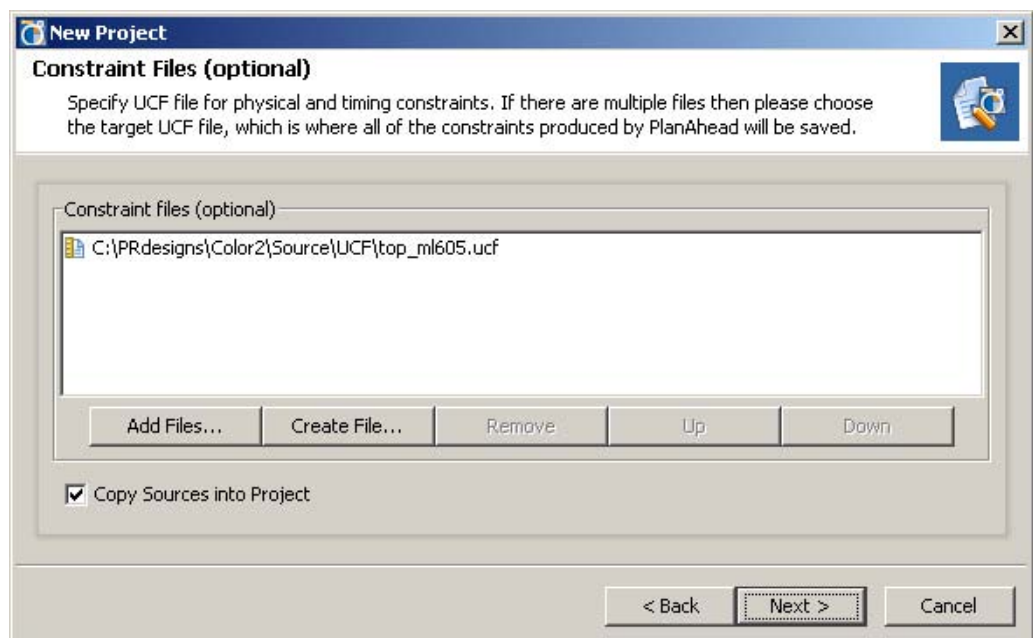 New Project
Constraint Files (optional)
Specify UCF file for physical and timing constraints. If there are multiple files then please choose
the target UCF file, which is where all of the constraints produced by PlanAhead will be saved.
Constraint files (optional)
C:\PRdesigns\Color2\Source\UCF\top_ml605.ucf
Add Files... Create File... Remove Up Down
Copy Sources into Project
< Back Next > Cancel